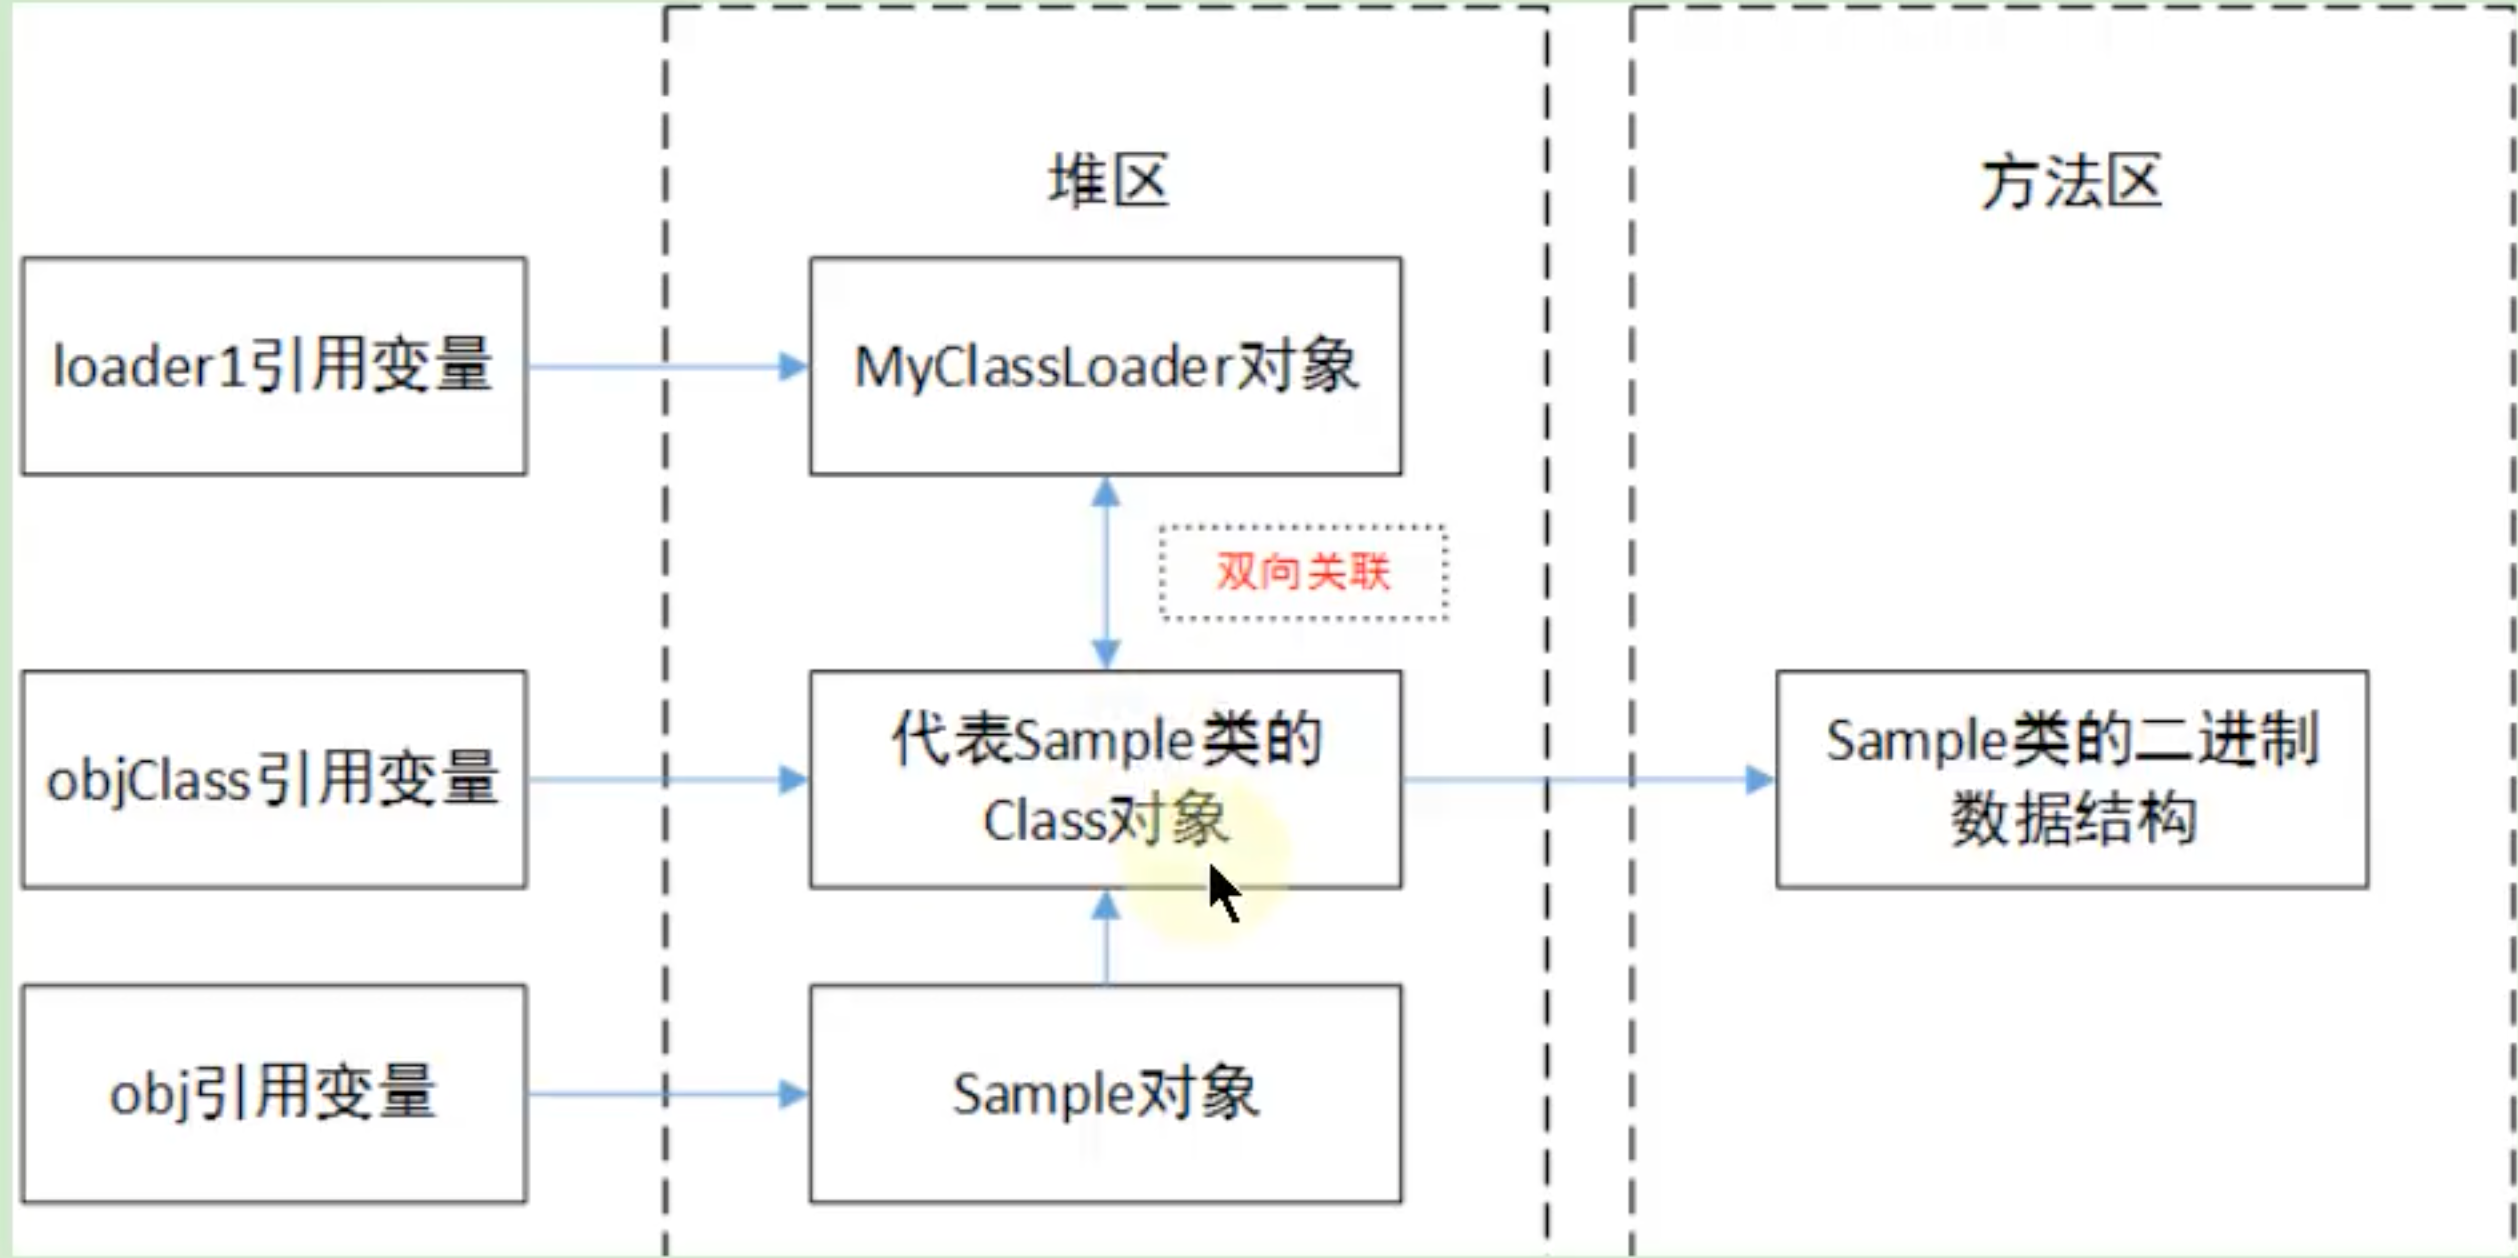 堆区
方法区
loader1引用变量
MyClassLoader对象
双向关联
objClass引用变量
代表Sample类的
Class对象
Sample类的二进制
数据结构
obj引用变量
Sample对象